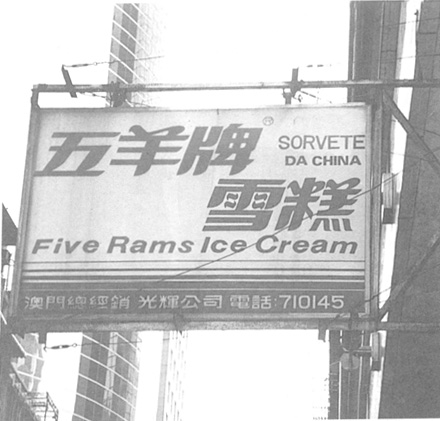 五羊牌®
SORVETE
DA CHINA
雪糕
Five Rams Ice Cream
澳門總經銷 光輝公司 電話:710145